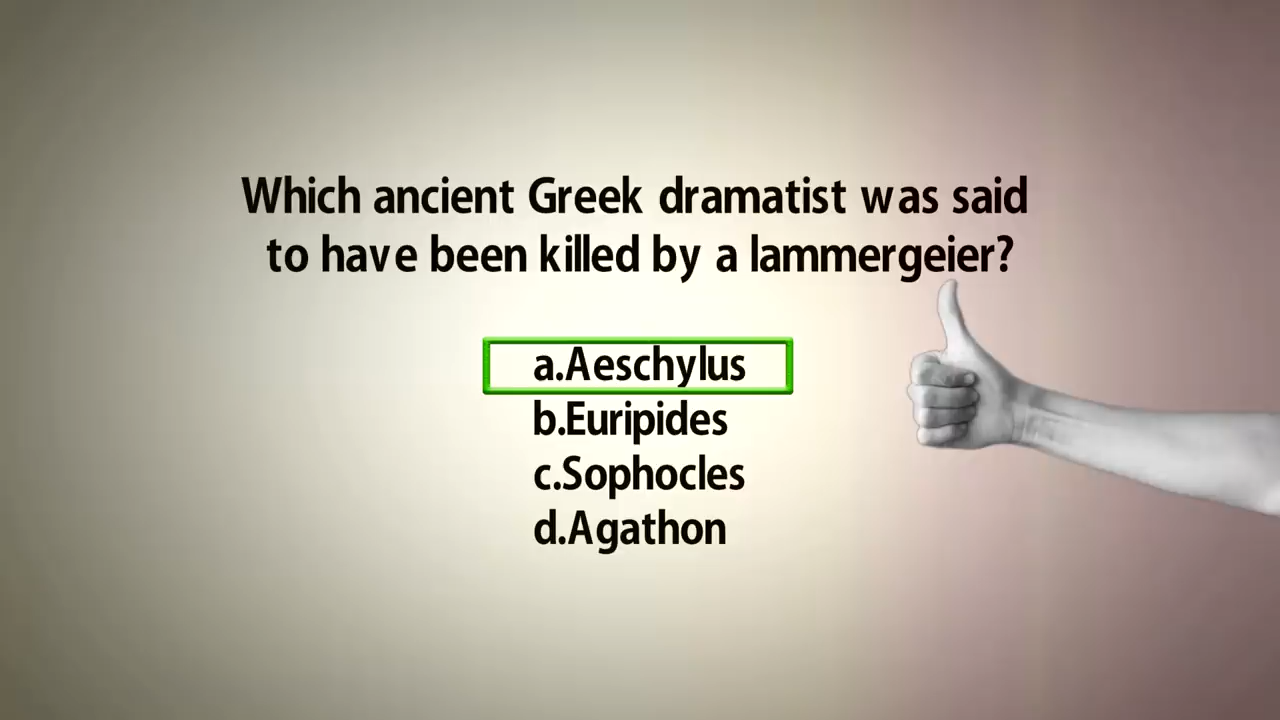 Which ancient Greek dramatist was said
to have been killed by a lammergeier?
a.Aeschylus
b.Euripides
c.Sophocles
d.Agathon